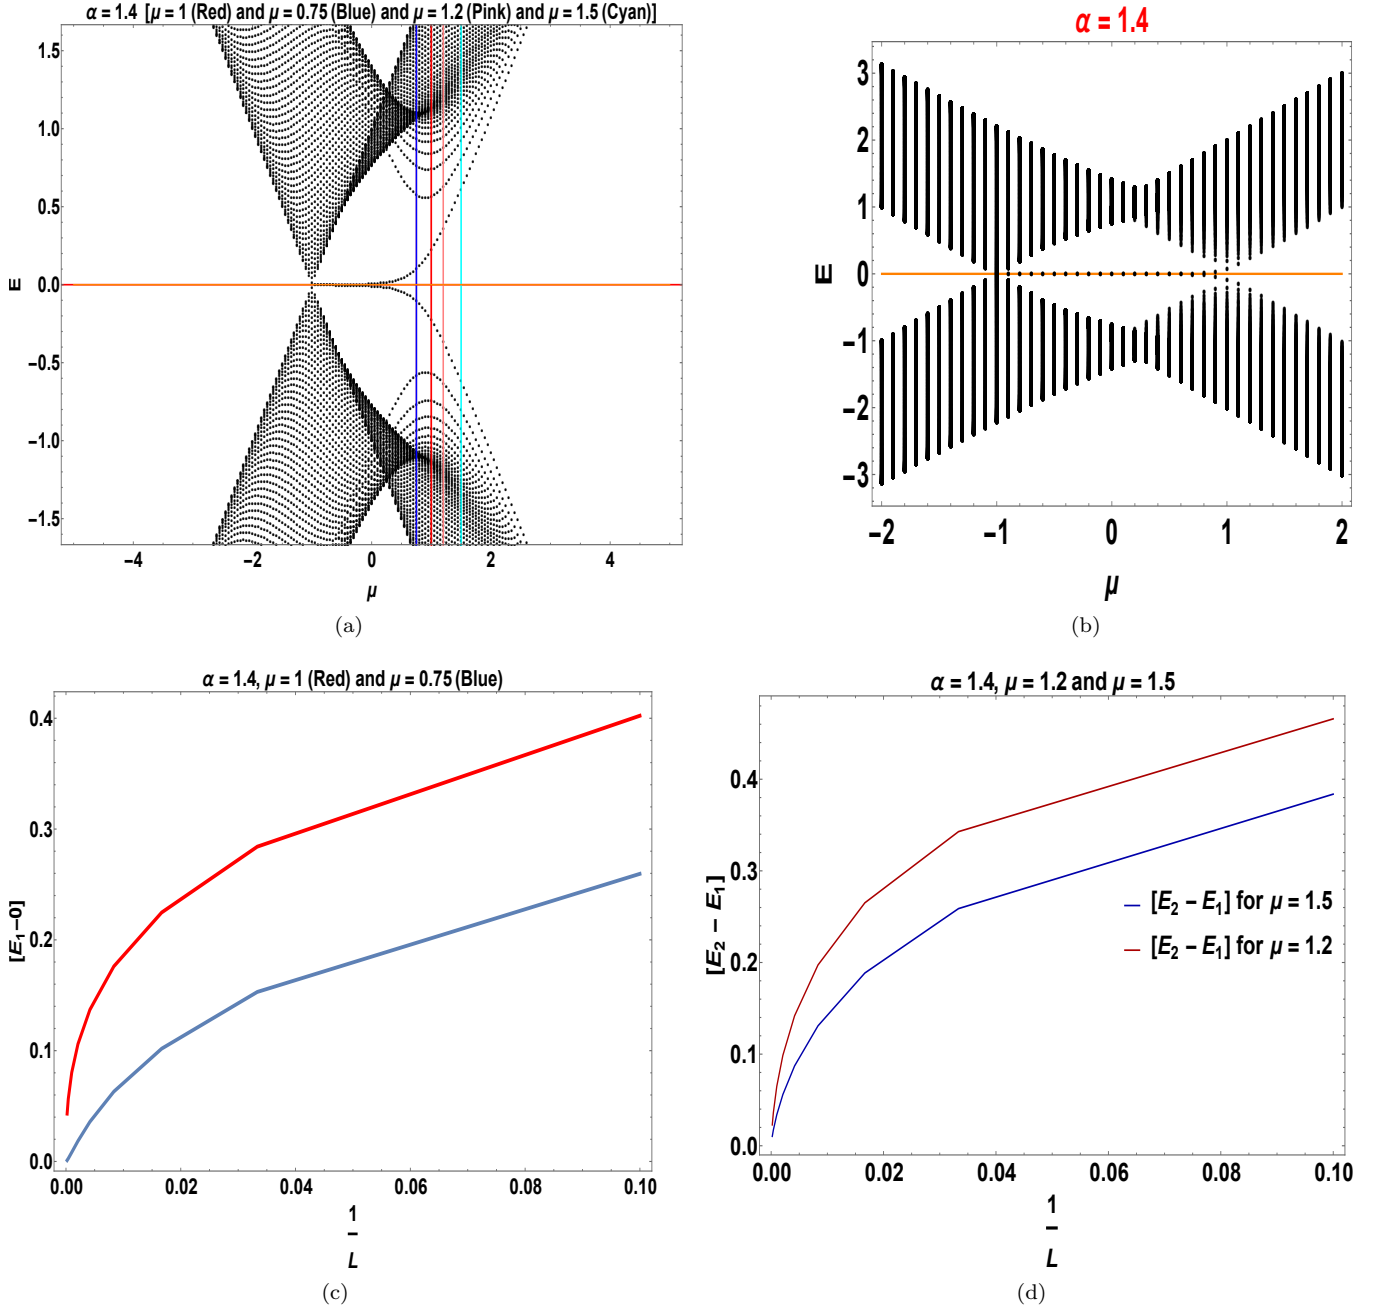 α = 1.4 [μ = 1 (Red) and μ = 0.75 (Blue) and μ = 1.2 (Pink) and μ = 1.5 (Cyan)]
1.5
1.0
0.5
0.0
−0.5
−1.0
−1.5
E
−4 −2 0 2 4
μ
(a)
α = 1.4
3
2
1
0
−1
−2
−3
E
−2 −1 0 1 2
μ
(b)
α = 1.4, μ = 1 (Red) and μ = 0.75 (Blue)
0.4
0.3
0.2
0.1
0.0
[E₁−0]
0.00 0.02 0.04 0.06 0.08 0.10
1
L
(c)
α = 1.4, μ = 1.2 and μ = 1.5
0.4
0.3
0.2
0.1
0.0
[E₂ − E₁]
[E₂ − E₁] for μ = 1.5
[E₂ − E₁] for μ = 1.2
0.00 0.02 0.04 0.06 0.08 0.10
1
L
(d)